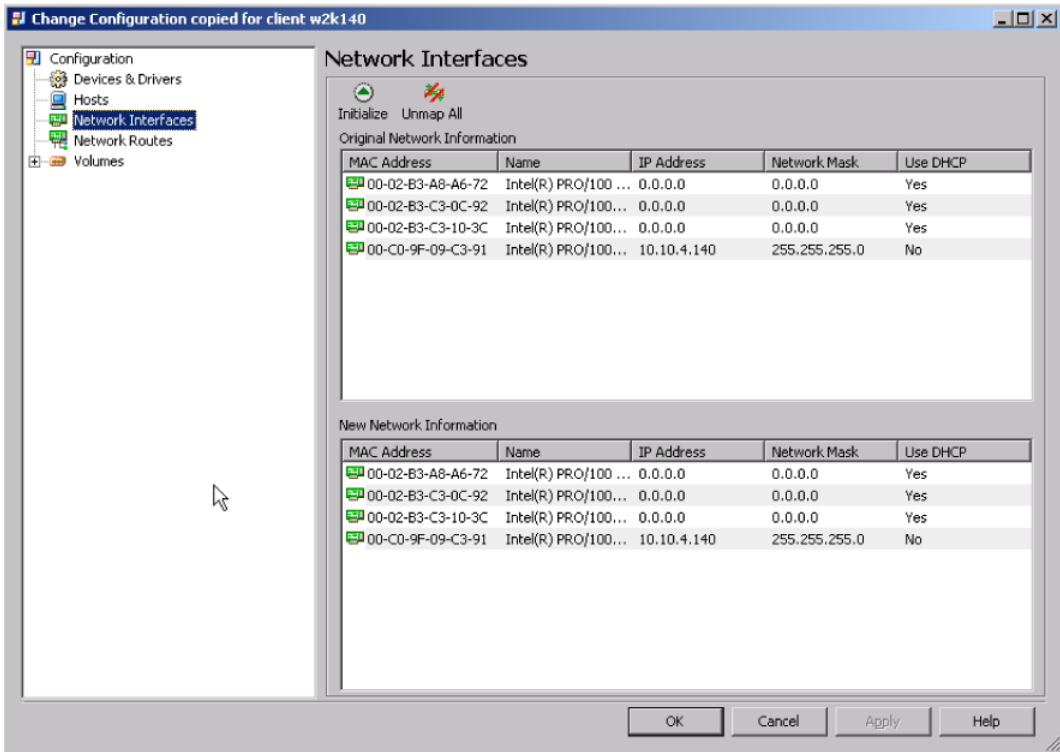 Change Configuration copied for client w2k140
Configuration
Devices & Drivers
Hosts
Network Interfaces
Network Routes
Volumes
Network Interfaces
Initialize Unmap All
Original Network Information
MAC Address Name IP Address Network Mask Use DHCP
00-02-B3-A8-A6-72 Intel(R) PRO/100 ... 0.0.0.0 0.0.0.0 Yes
00-02-B3-C3-0C-92 Intel(R) PRO/100... 0.0.0.0 0.0.0.0 Yes
00-02-B3-C3-10-3C Intel(R) PRO/100... 0.0.0.0 0.0.0.0 Yes
00-C0-9F-09-C3-91 Intel(R) PRO/100... 10.10.4.140 255.255.255.0 No
New Network Information
MAC Address Name IP Address Network Mask Use DHCP
00-02-B3-A8-A6-72 Intel(R) PRO/100 ... 0.0.0.0 0.0.0.0 Yes
00-02-B3-C3-0C-92 Intel(R) PRO/100... 0.0.0.0 0.0.0.0 Yes
00-02-B3-C3-10-3C Intel(R) PRO/100... 0.0.0.0 0.0.0.0 Yes
00-C0-9F-09-C3-91 Intel(R) PRO/100... 10.10.4.140 255.255.255.0 No
OK Cancel Apply Help